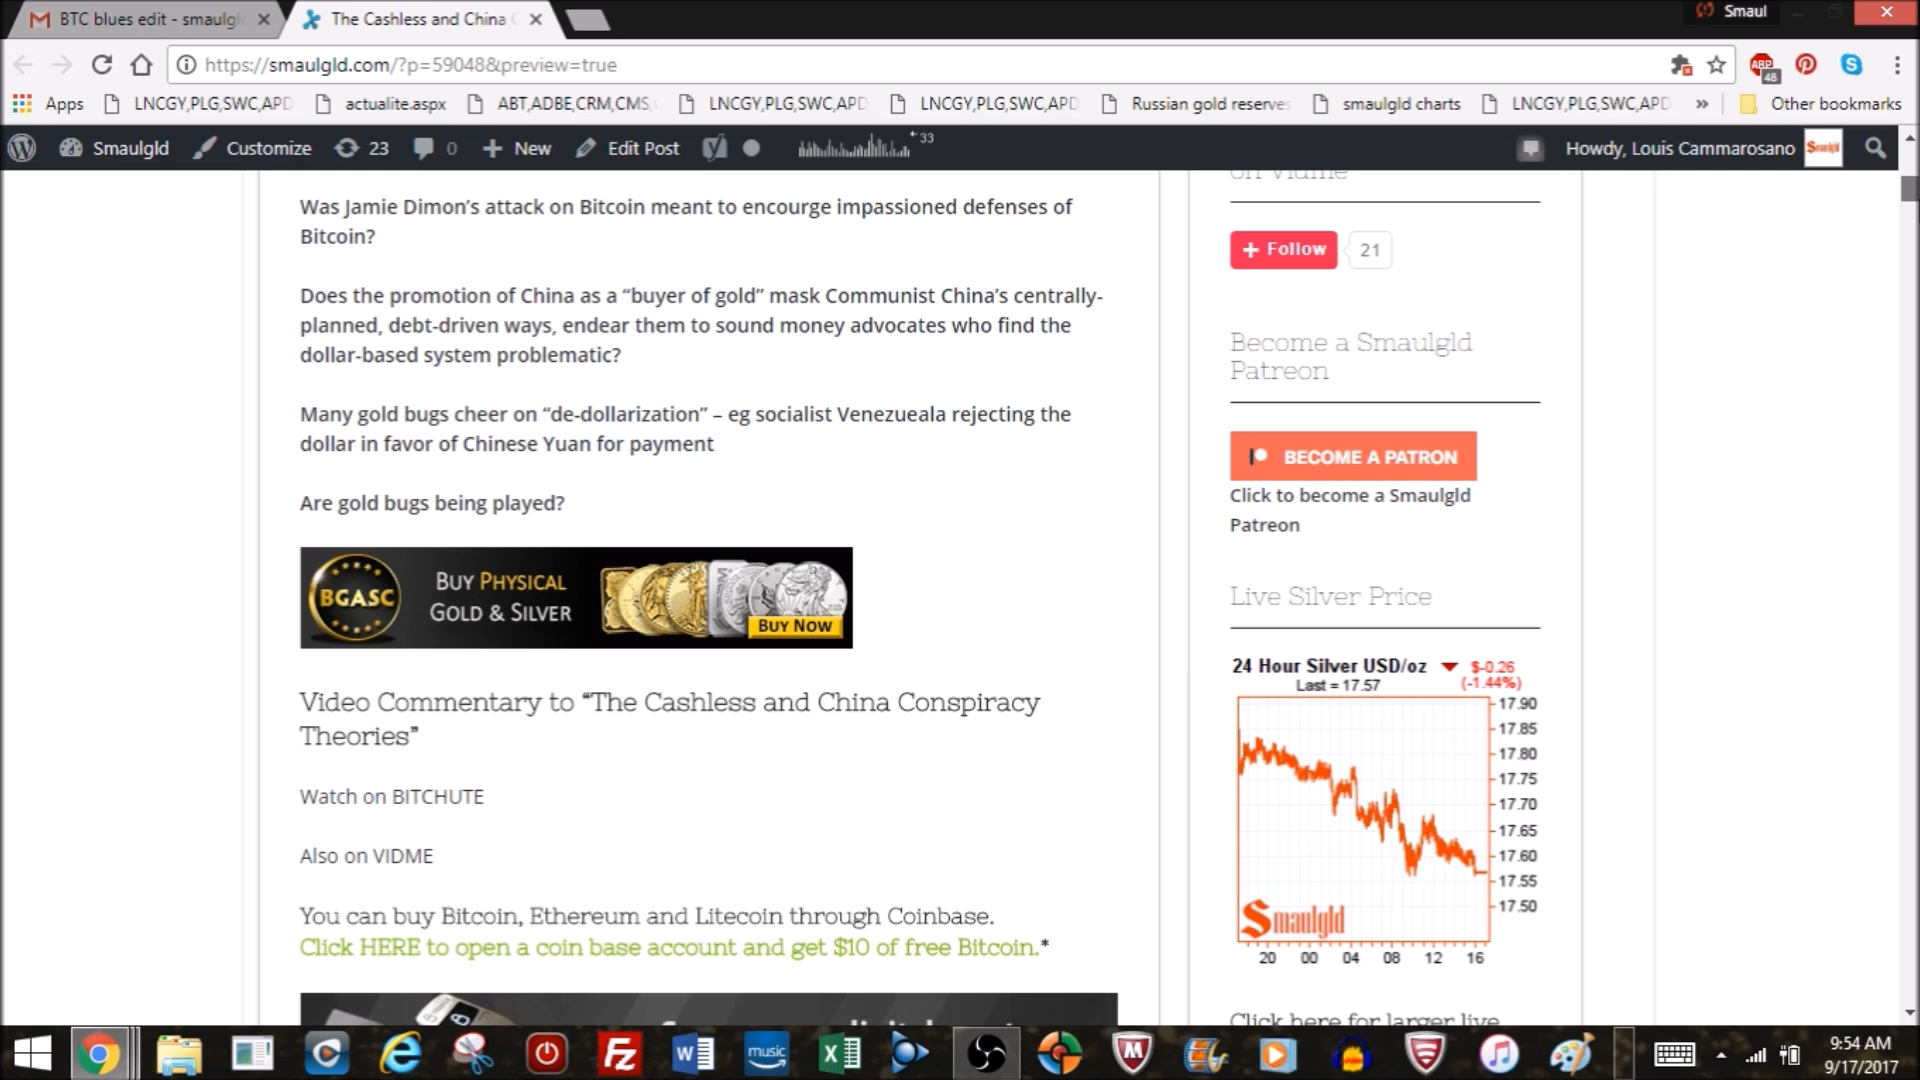 BTC blues edit - smaulgl
The Cashless and China C
Smaul
https://smaulgld.com/?p=59048&preview=true
ABP
48
Apps
LNCGY,PLG,SWC,APD
actualite.aspx
ABT,ADBE,CRM,CMS,
LNCGY,PLG,SWC,APD
LNCGY,PLG,SWC,APD
Russian gold reserves
smaulgld charts
LNCGY,PLG,SWC,APD
»
Other bookmarks
Smaulgld
Customize
23
0
+ New
Edit Post
33
Howdy, Louis Cammarosano
Smaulgld
Was Jamie Dimon's attack on Bitcoin meant to encourge impassioned defenses of
Bitcoin?
Does the promotion of China as a “buyer of gold” mask Communist China's centrally-
planned, debt-driven ways, endear them to sound money advocates who find the
dollar-based system problematic?
Many gold bugs cheer on “de-dollarization” – eg socialist Venezueala rejecting the
dollar in favor of Chinese Yuan for payment
Are gold bugs being played?
BGASC
BUY PHYSICAL
GOLD & SILVER
BUY NOW
Video Commentary to “The Cashless and China Conspiracy
Theories”
Watch on BITCHUTE
Also on VIDME
You can buy Bitcoin, Ethereum and Litecoin through Coinbase.
Click HERE to open a coin base account and get $10 of free Bitcoin.*
on Vidme
+ Follow
21
Become a Smaulgld
Patreon
BECOME A PATRON
Click to become a Smaulgld
Patreon
Live Silver Price
24 Hour Silver USD/oz
$-0.26
Last = 17.57
(-1.44%)
17.90
17.85
17.80
17.75
17.70
17.65
17.60
17.55
17.50
Smaulgld
20 00 04 08 12 16
Click here for larger live
Fz
W
music
X
M
9:54 AM
9/17/2017